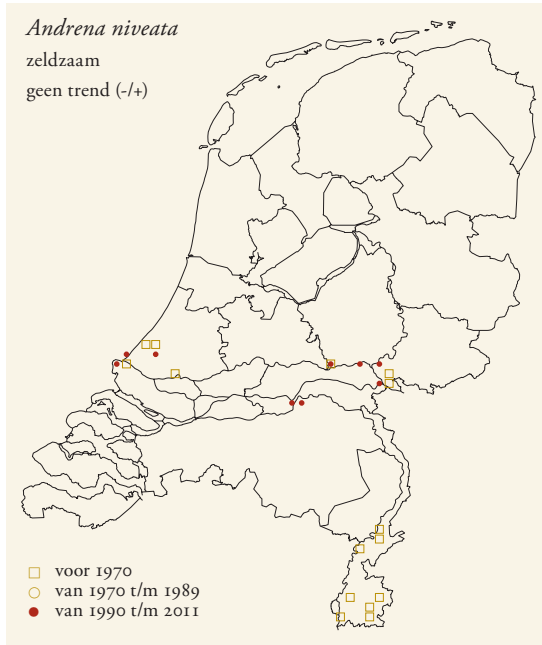 Andrena niveata
zeldzaam
geen trend (-/+)
voor 1970
van 1970 t/m 1989
van 1990 t/m 2011